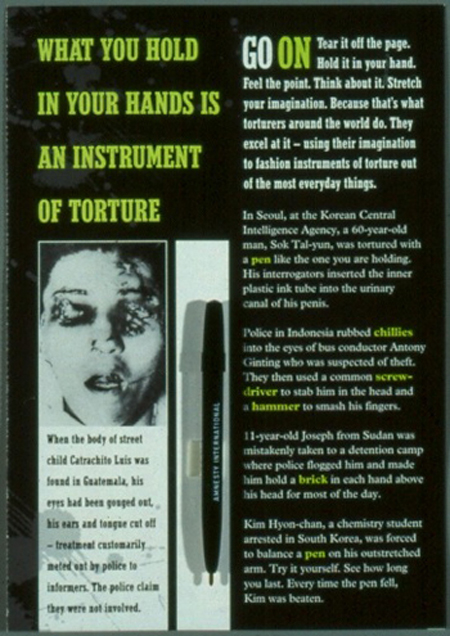 WHAT YOU HOLD
IN YOUR HANDS IS
AN INSTRUMENT
OF TORTURE
When the body of street
child Catrachito Luis was
found in Guatemala, his
eyes had been gouged out,
his ears and tongue cut off
– treatment customarily
meted out by police to
informers. The police claim
they were not involved.
AMNESTY INTERNATIONAL
GO ON Tear it off the page.
Hold it in your hand.
Feel the point. Think about it. Stretch
your imagination. Because that's what
torturers around the world do. They
excel at it – using their imagination
to fashion instruments of torture out
of the most everyday things.
In Seoul, at the Korean Central
Intelligence Agency, a 60-year-old
man, Sok Tal-yun, was tortured with
a pen like the one you are holding.
His interrogators inserted the inner
plastic ink tube into the urinary
canal of his penis.
Police in Indonesia rubbed chillies
into the eyes of bus conductor Antony
Ginting who was suspected of theft.
They then used a common screw-
driver to stab him in the head and
a hammer to smash his fingers.
11-year-old Joseph from Sudan was
mistakenly taken to a detention camp
where police flogged him and made
him hold a brick in each hand above
his head for most of the day.
Kim Hyon-chan, a chemistry student
arrested in South Korea, was forced
to balance a pen on his outstretched
arm. Try it yourself. See how long
you last. Every time the pen fell,
Kim was beaten.